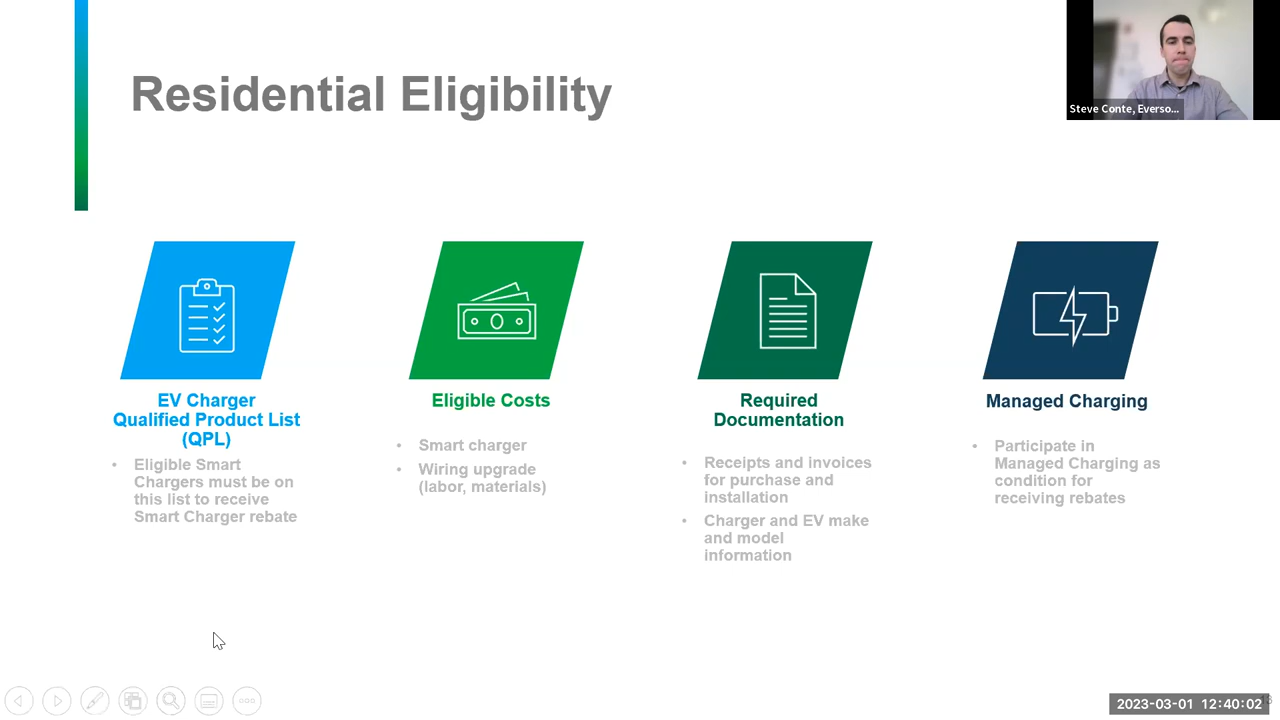 Residential Eligibility
Steve Conte, Everso...
EV Charger
Qualified Product List
(QPL)
• Eligible Smart
Chargers must be on
this list to receive
Smart Charger rebate
Eligible Costs
• Smart charger
• Wiring upgrade
(labor, materials)
Required
Documentation
• Receipts and invoices
for purchase and
installation
• Charger and EV make
and model
information
Managed Charging
• Participate in
Managed Charging as
condition for
receiving rebates
2023-03-01 12:40:02